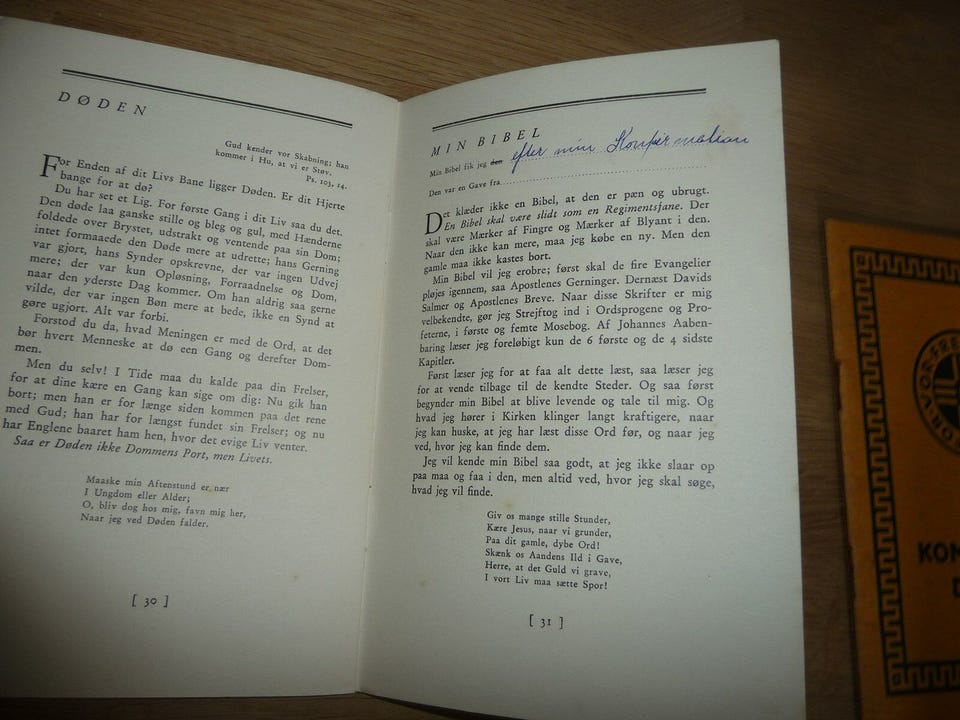 DØDEN
Gud kender vor Skabning; han
kommer i Hu, at vi er Støv.
Ps. 103, 14.
For Enden af dit Livs Bane ligger Døden. Er dit Hjerte
bange for at dø?
Du har set et Lig. For første Gang i dit Liv saa du det.
Den døde laa ganske stille og bleg og gul, med Hænderne
foldede over Brystet, udstrakt og ventende paa sin Dom;
intet formaaede den Døde mere at udrette; hans Gerning
var gjort, hans Synder opskrevne, der var ingen Udvej
mere; der var kun Opløsning, Forraadnelse og Dom,
naar den yderste Dag kommer. Om han aldrig saa gerne
vilde, der var ingen Bøn mere at bede, ikke en Synd at
gøre ugjort. Alt var forbi.
Forstod du da, hvad Meningen er med de Ord, at det
bør hvert Menneske at dø een Gang og derefter Dom-
men.
Men du selv! I Tide maa du kalde paa din Frelser,
for at dine kære en Gang kan sige om dig: Nu gik han
bort; men han er for længe siden kommen paa det rene
med Gud; han har for længst fundet sin Frelser; og nu
har Englene baaret ham hen, hvor det evige Liv venter.
Saa er Døden ikke Dommens Port, men Livets.
Maaske min Aftenstund er nær
I Ungdom eller Alder;
O, bliv dog hos mig, favn mig her,
Naar jeg ved Døden falder.
[ 30 ]
MIN BIBEL
Min Bibel fik jeg den efter min Konfirmation
Den var en Gave fra
Det klæder ikke en Bibel, at den er pæn og ubrugt.
En Bibel skal være slidt som en Regimentsfane. Der
skal være Mærker af Fingre og Mærker af Blyant i den.
Naar den ikke kan mere, maa jeg købe en ny. Men den
gamle maa ikke kastes bort.
Min Bibel vil jeg erobre; først skal de fire Evangelier
pløjes igennem, saa Apostlenes Gerninger. Dernæst Davids
Salmer og Apostlenes Breve. Naar disse Skrifter er mig
velbekendte, gør jeg Strejftog ind i Ordsprogene og Pro-
feterne, i første og femte Mosebog. Af Johannes Aaben-
baring læser jeg foreløbigt kun de 6 første og de 4 sidste
Kapitler.
Først læser jeg for at faa alt dette læst, saa læser jeg
for at vende tilbage til de kendte Steder. Og saa først
begynder min Bibel at blive levende og tale til mig. Og
hvad jeg hører i Kirken klinger langt kraftigere, naar
jeg kan huske, at jeg har læst disse Ord før, og naar jeg
ved, hvor jeg kan finde dem.
Jeg vil kende min Bibel saa godt, at jeg ikke slaar op
paa maa og faa i den, men altid ved, hvor jeg skal søge,
hvad jeg vil finde.
Giv os mange stille Stunder,
Kære Jesus, naar vi grunder,
Paa dit gamle, dybe Ord!
Skænk os Aandens Ild i Gave,
Herre, at det Guld vi grave,
I vort Liv maa sætte Spor!
[ 31 ]